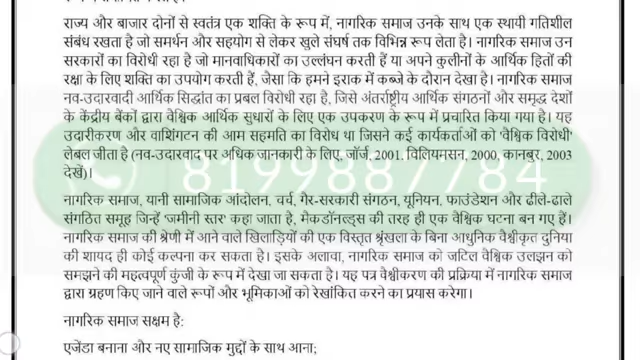 राज्य और बाजार दोनों से स्वतंत्र एक शक्ति के रूप में, नागरिक समाज उनके साथ एक स्थायी गतिशील
संबंध रखता है जो समर्थन और सहयोग से लेकर खुले संघर्ष तक विभिन्न रूप लेता है। नागरिक समाज उन
सरकारों का विरोधी रहा है जो मानवाधिकारों का उल्लंघन करती हैं या अपने कुलीनों के आर्थिक हितों की
रक्षा के लिए शक्ति का उपयोग करती हैं, जैसा कि हमने इराक में कब्जे के दौरान देखा है। नागरिक समाज
नव-उदारवादी आर्थिक सिद्धांत का प्रबल विरोधी रहा है, जिसे अंतर्राष्ट्रीय आर्थिक संगठनों और समृद्ध देशों
के केंद्रीय बैंकों द्वारा वैश्विक आर्थिक सुधारों के लिए एक उपकरण के रूप में प्रचारित किया गया है। यह
उदारीकरण और वाशिंगटन की आम सहमति का विरोध था जिसने कई कार्यकर्ताओं को 'वैश्विक विरोधी'
लेबल जीता है (नव-उदारवाद पर अधिक जानकारी के लिए, जॉर्ज, 2001, विलियमसन, 2000, कानबुर, 2003
देखें)।
8199887784
नागरिक समाज, यानी सामाजिक आंदोलन, चर्च, गैर-सरकारी संगठन, यूनियन, फाउंडेशन और ढीले-ढाले
संगठित समूह जिन्हें 'जमीनी स्तर' कहा जाता है, मैकडॉनल्ड्स की तरह ही एक वैश्विक घटना बन गए हैं।
नागरिक समाज की श्रेणी में आने वाले खिलाड़ियों की एक विस्तृत श्रृंखला के बिना आधुनिक वैश्वीकृत दुनिया
की शायद ही कोई कल्पना कर सकता है। इसके अलावा, नागरिक समाज को जटिल वैश्विक उलझन को
समझने की महत्वपूर्ण कुंजी के रूप में देखा जा सकता है। यह पत्र वैश्वीकरण की प्रक्रिया में नागरिक समाज
द्वारा ग्रहण किए जाने वाले रूपों और भूमिकाओं को रेखांकित करने का प्रयास करेगा।
नागरिक समाज सक्षम है:
एजेंडा बनाना और नए सामाजिक मुद्दों के साथ आना;